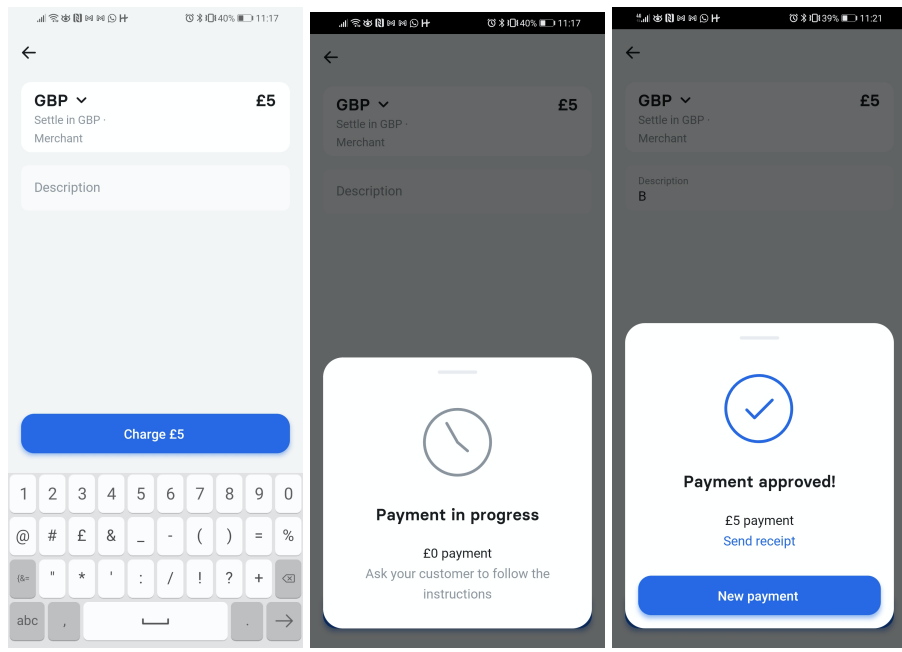 40% 11:17
GBP £5
Settle in GBP ·
Merchant
Description
Charge £5
1 2 3 4 5 6 7 8 9 0
@ # £ & _ - ( ) = %
{&= " * ' : / ! ? +
abc , .
40% 11:17
GBP £5
Settle in GBP ·
Merchant
Description
Payment in progress
£0 payment
Ask your customer to follow the
instructions
39% 11:21
GBP £5
Settle in GBP ·
Merchant
Description
B
Payment approved!
£5 payment
Send receipt
New payment